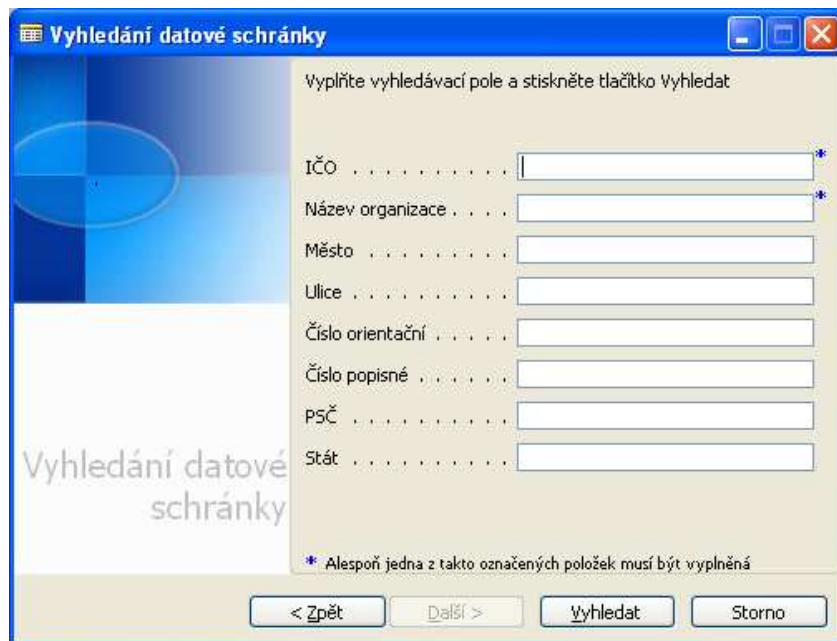 Vyhledání datové schránky
Vyplňte vyhledávací pole a stiskněte tlačítko Vyhledat
IČO . . . . . . . . . . *
Název organizace . . . . *
Město . . . . . . . . .
Ulice . . . . . . . . . .
Číslo orientační . . . . .
Číslo popisné . . . . . .
PSČ . . . . . . . . . .
Stát . . . . . . . . . .
Vyhledání datové
schránky
* Alespoň jedna z takto označených položek musí být vyplněná
< Zpět Další > Vyhledat Storno